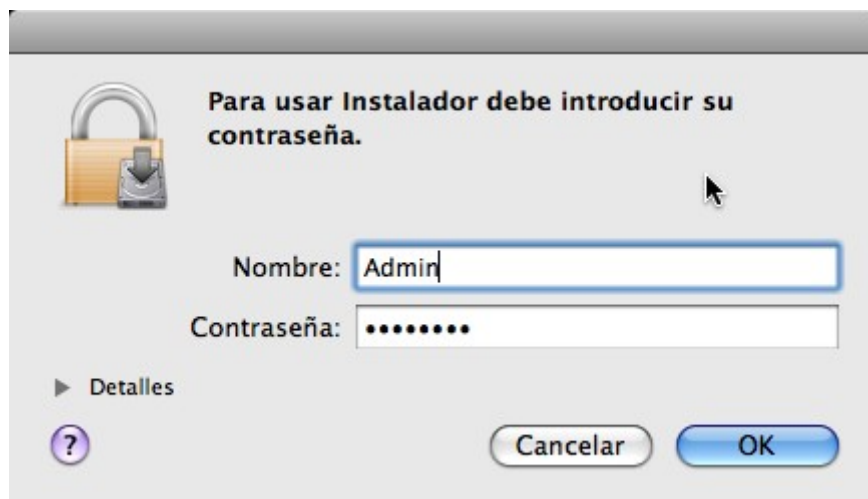 Para usar Instalador debe introducir su
contraseña.
Nombre: Admin
Contraseña: ••••••••
Detalles
? Cancelar OK